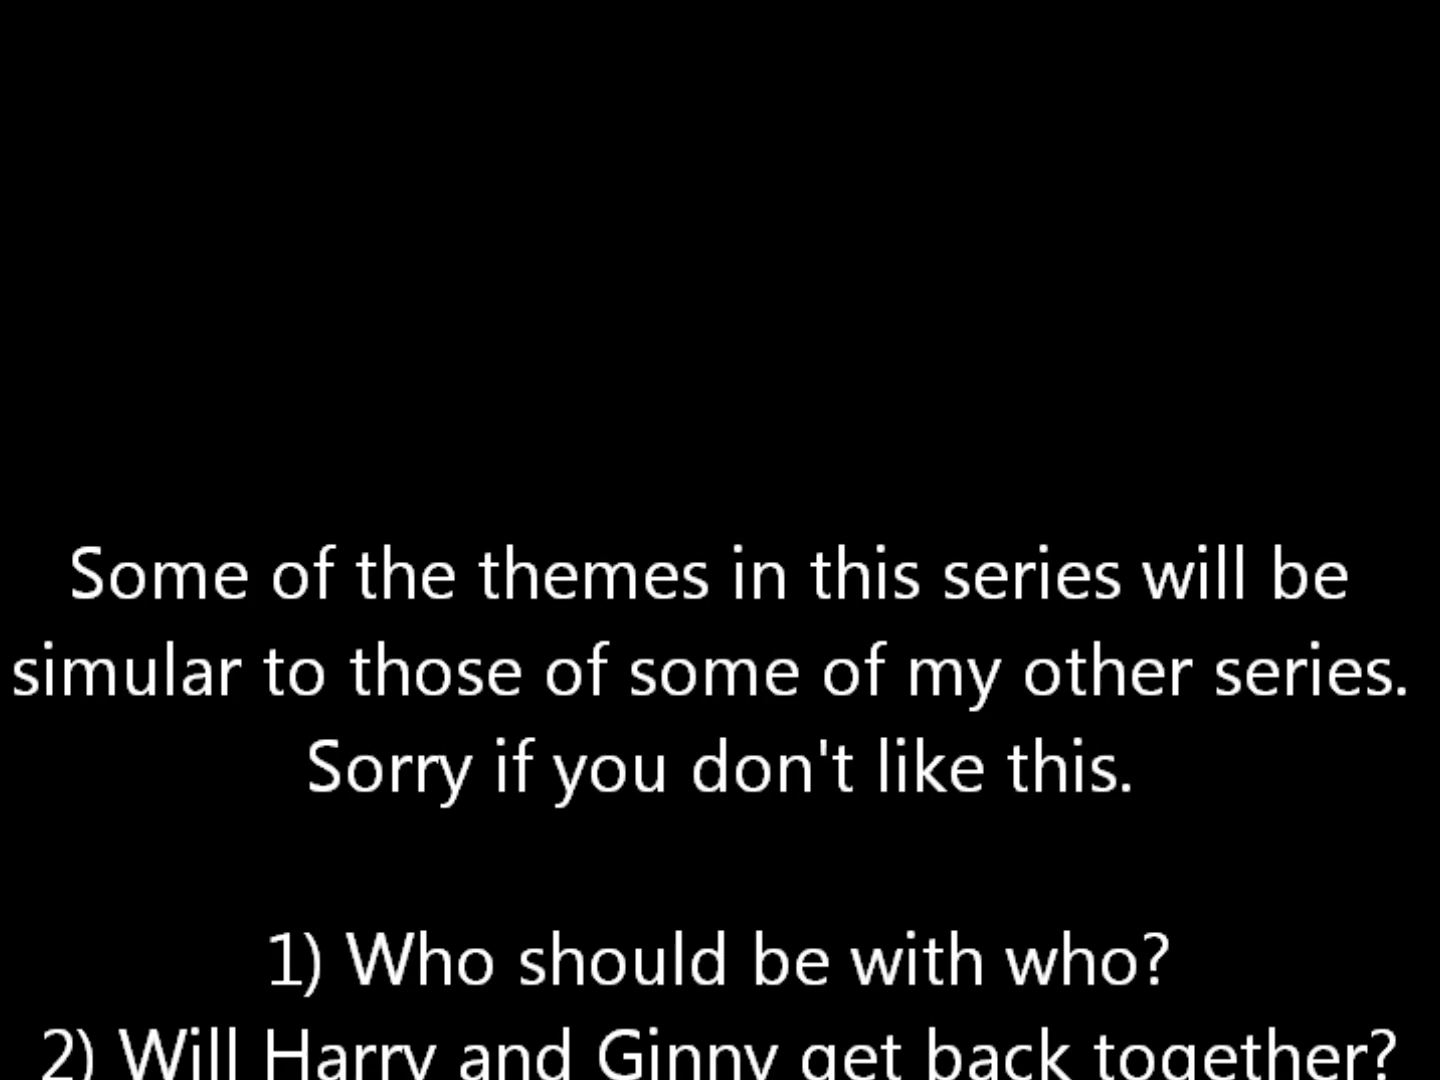 Some of the themes in this series will be
simular to those of some of my other series.
Sorry if you don't like this.
1) Who should be with who?
2) Will Harry and Ginny get back together?